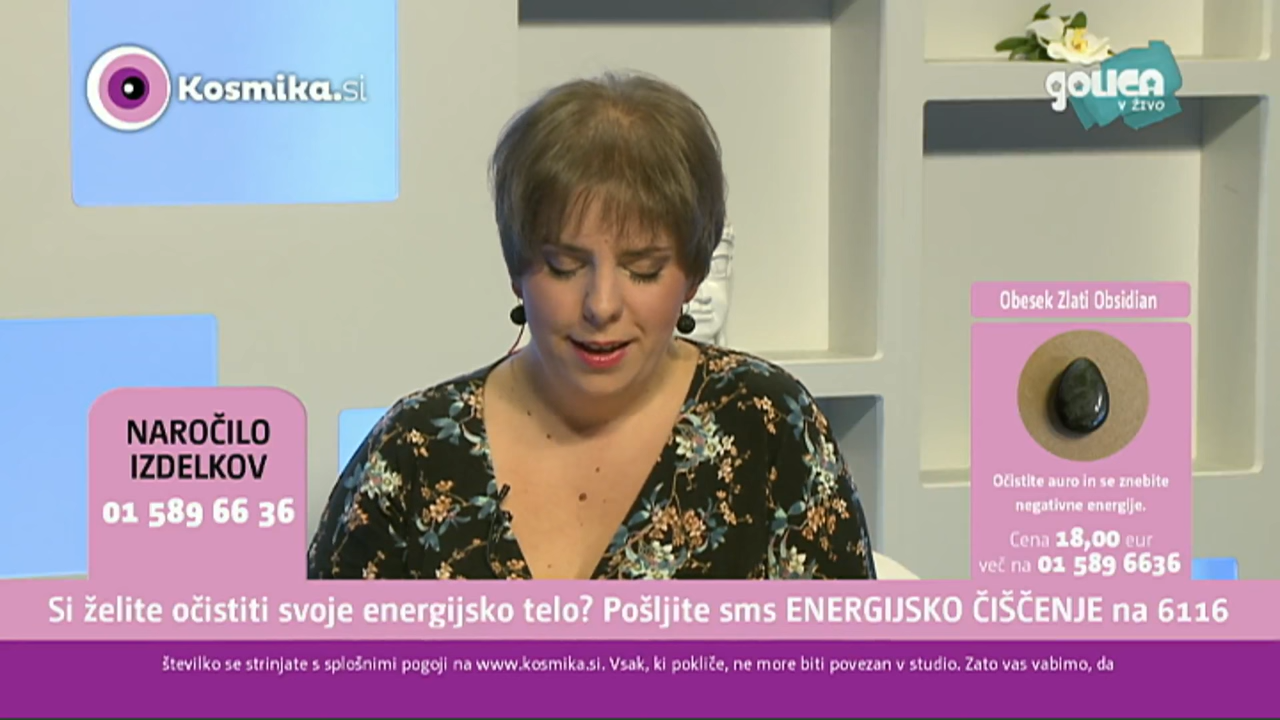 Kosmika.si
golica
v živo
Obesek Zlati Obsidian
NAROČILO
IZDELKOV
01 589 66 36
Očistite auro in se znebite
negativne energije.
Cena 18,00 eur
več na 01 589 6636
Si želite očistiti svoje energijsko telo? Pošljite sms ENERGIJSKO ČIŠČENJE na 6116
številko se strinjate s splošnimi pogoji na www.kosmika.si. Vsak, ki pokliče, ne more biti povezan v studio. Zato vas vabimo, da